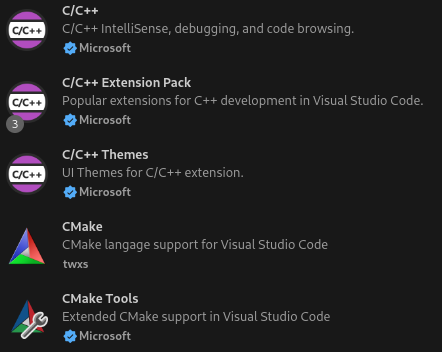 C/C++
C/C++
C/C++ IntelliSense, debugging, and code browsing.
Microsoft
C/C++ Extension Pack
C/C++
Popular extensions for C++ development in Visual Studio Code.
3
Microsoft
C/C++ Themes
C/C++
UI Themes for C/C++ extension.
Microsoft
CMake
CMake langage support for Visual Studio Code
twxs
CMake Tools
Extended CMake support in Visual Studio Code
Microsoft